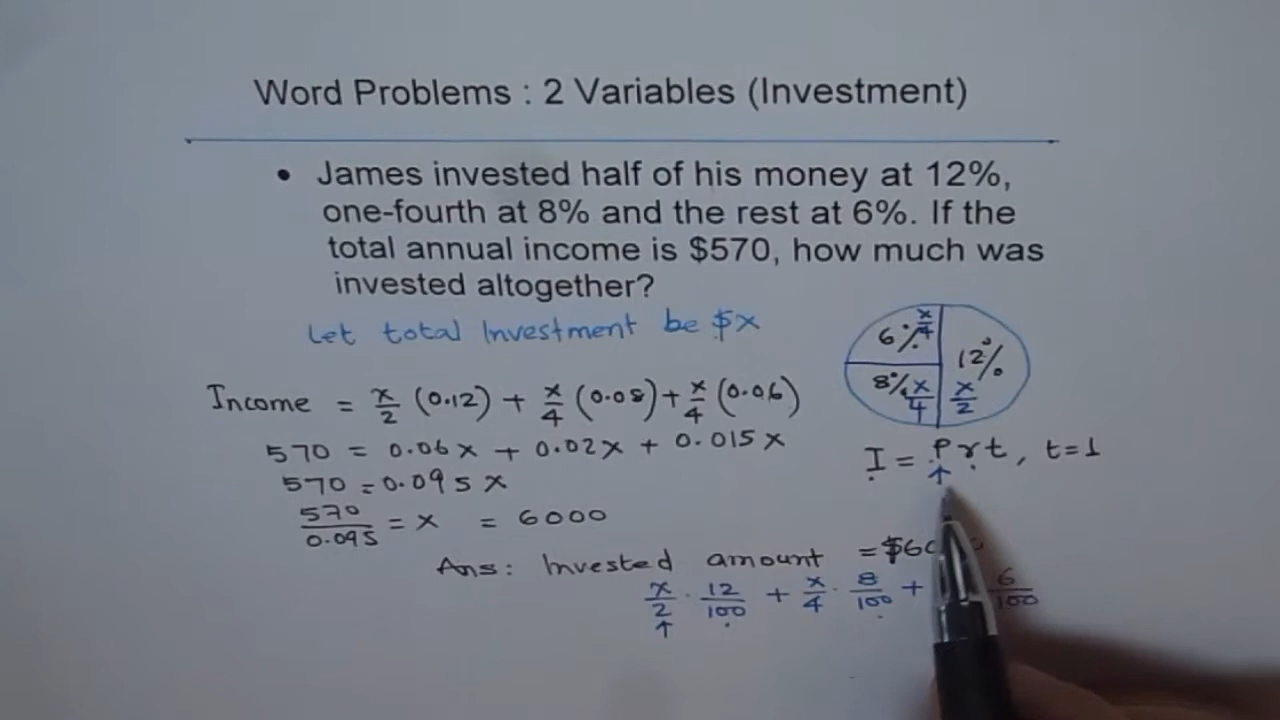 Word Problems : 2 Variables (Investment)
• James invested half of his money at 12%,
one-fourth at 8% and the rest at 6%. If the
total annual income is $570, how much was
invested altogether?
Let total Investment be $x
6% x/4
12%
8% x/4
x/2
Income = x/2 (0.12) + x/4 (0.08) + x/4 (0.06)
570 = 0.06x + 0.02x + 0.015x
I = Prt, t=1
570 = 0.095x
570/0.095 = x = 6000
Ans: Invested amount = $60
x/2 · 12/100 + x/4 · 8/100 + 6/100